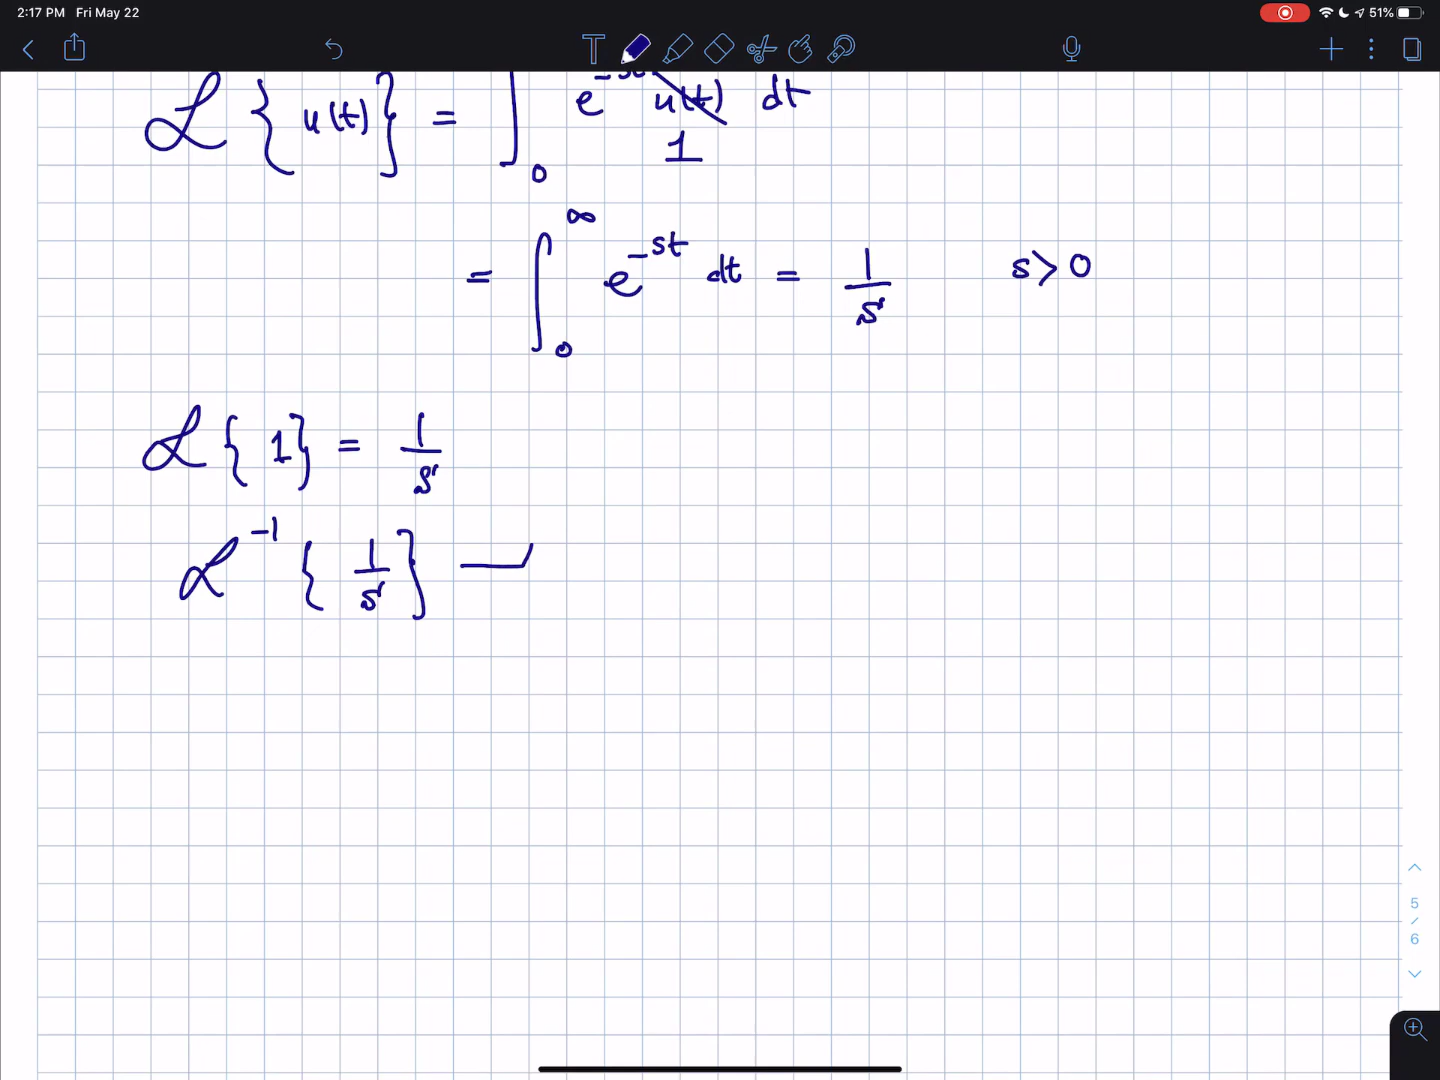 2:17 PM Fri May 22
51%
ℒ { u(t) } = ∫₀ e^{-st} u(t) dt
1
= ∫₀^∞ e^{-st} dt = 1/s    s > 0
ℒ { 1 } = 1/s
ℒ^{-1} { 1/s }
5
/
6